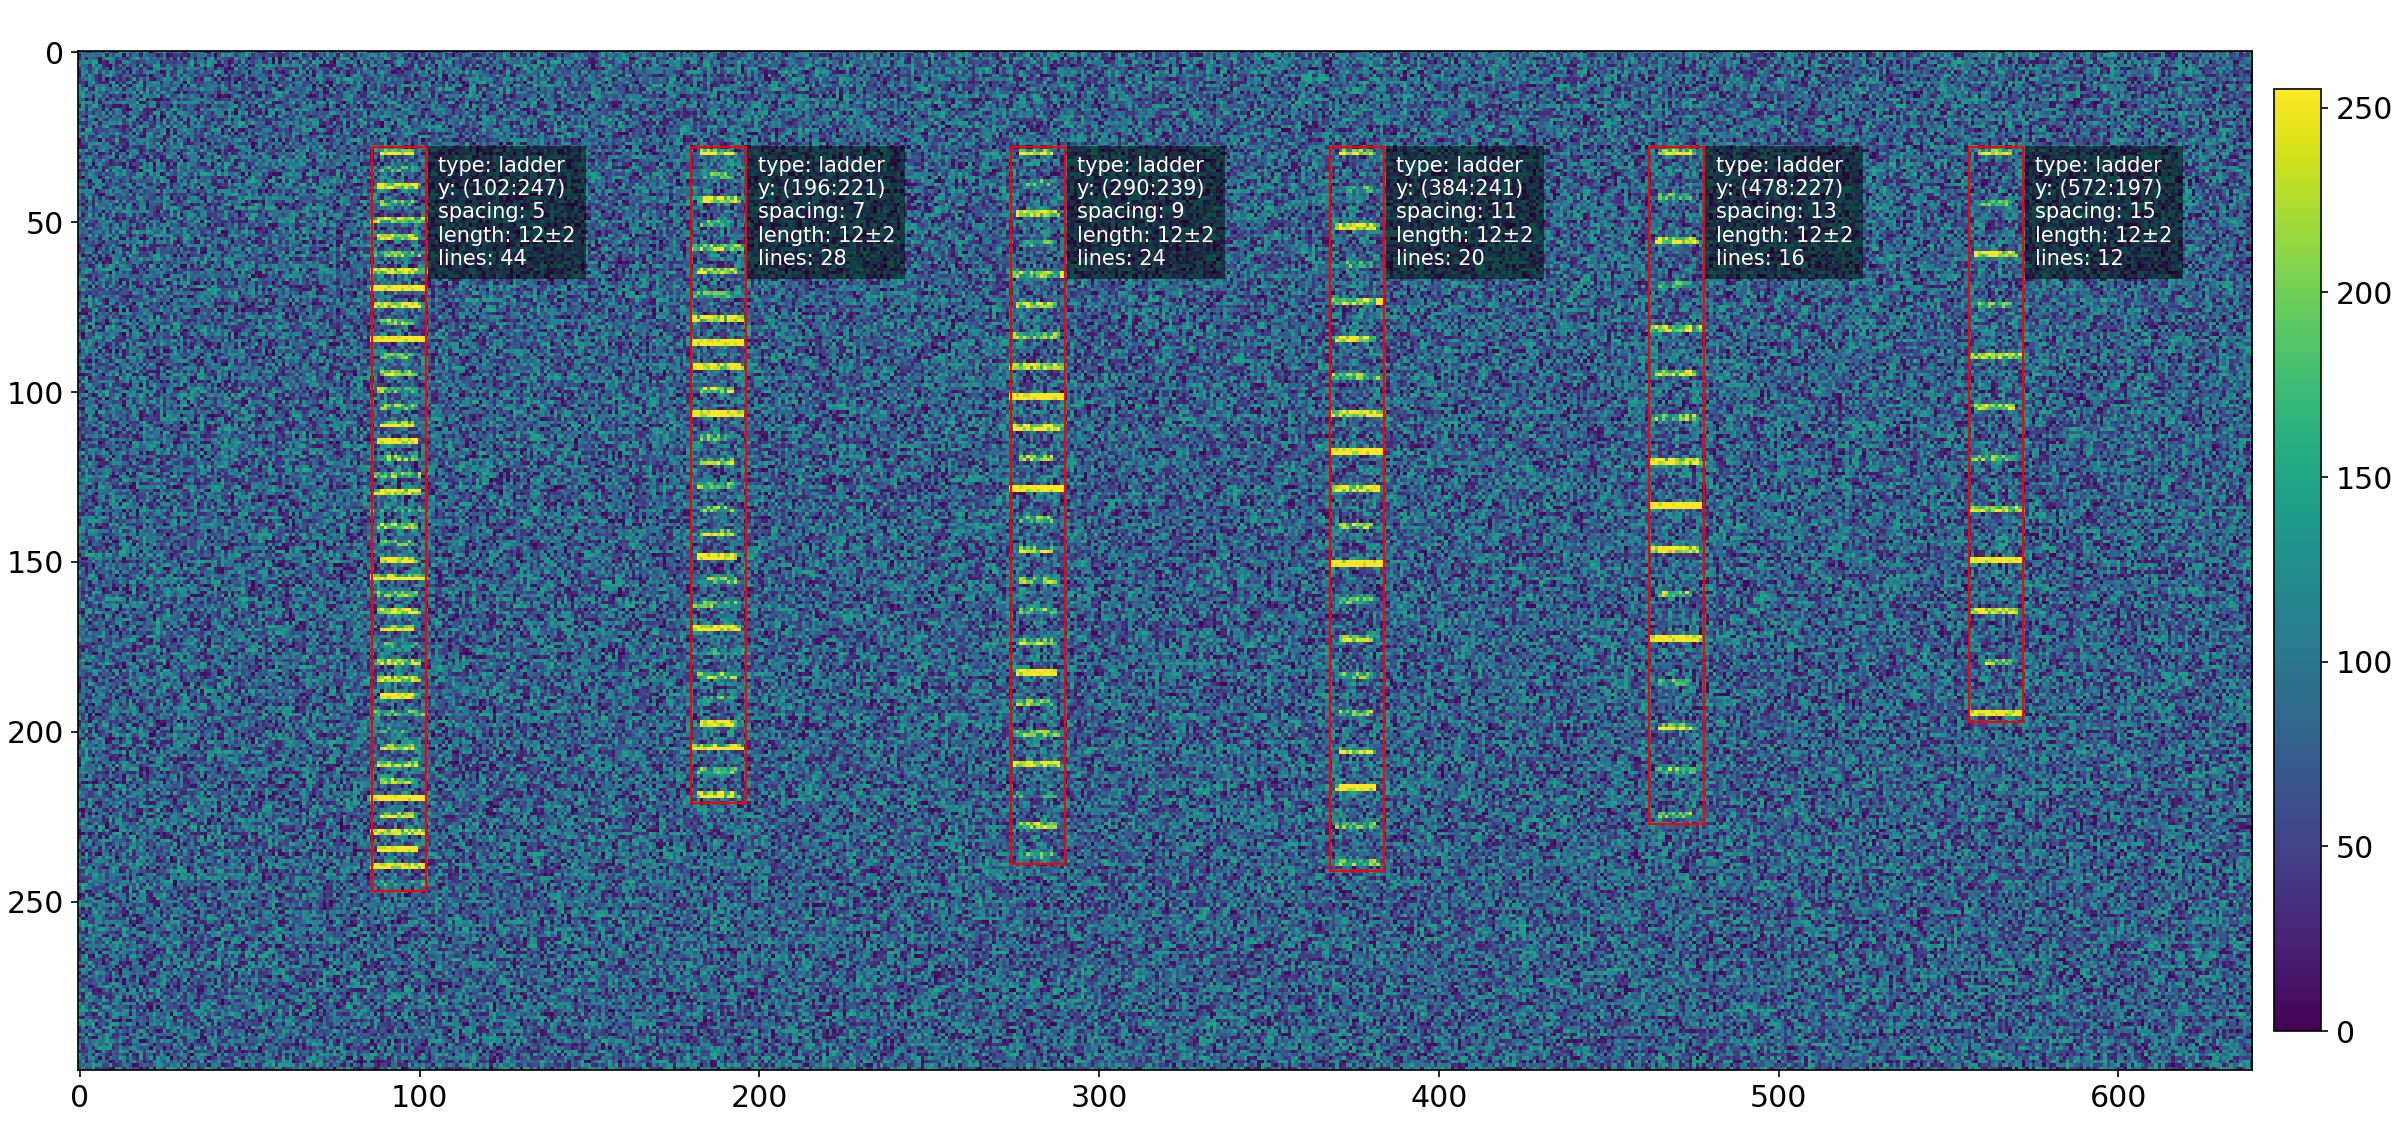 type: ladder
y: (102:247)
spacing: 5
length: 12±2
lines: 44
type: ladder
y: (196:221)
spacing: 7
length: 12±2
lines: 28
type: ladder
y: (290:239)
spacing: 9
length: 12±2
lines: 24
type: ladder
y: (384:241)
spacing: 11
length: 12±2
lines: 20
type: ladder
y: (478:227)
spacing: 13
length: 12±2
lines: 16
type: ladder
y: (572:197)
spacing: 15
length: 12±2
lines: 12
0
50
100
150
200
250
0
100
200
300
400
500
600
250
200
150
100
50
0